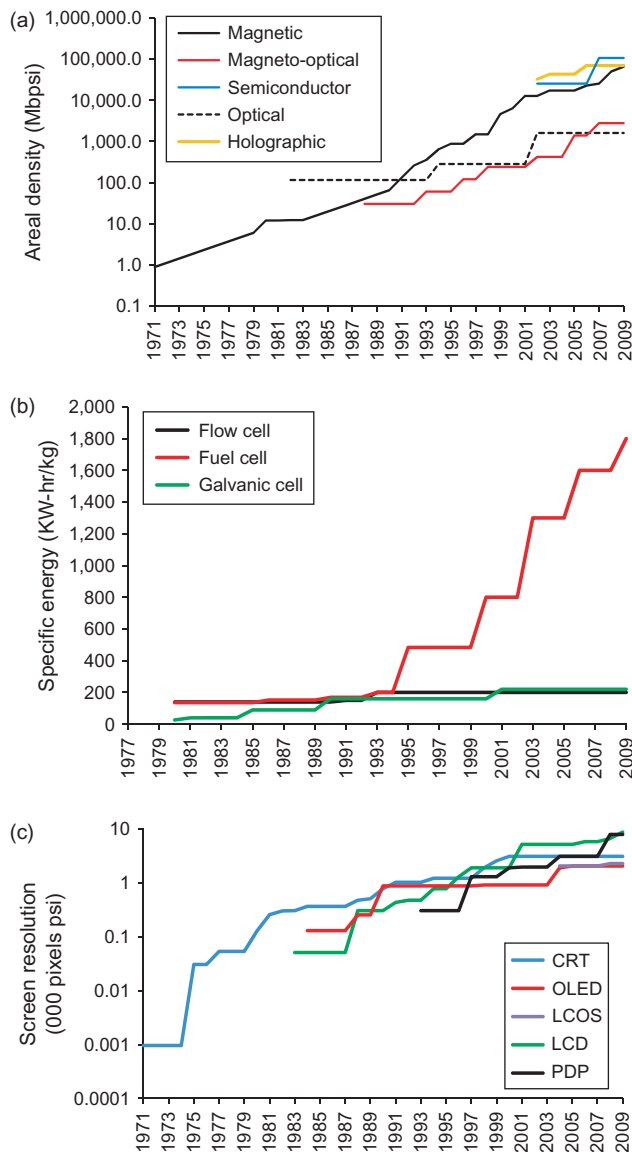 (a)
Areal density (Mbpsi)
1,000,000.0
100,000.0
10,000.0
1,000.0
100.0
10.0
1.0
0.1
Magnetic
Magneto-optical
Semiconductor
Optical
Holographic
1971 1973 1975 1977 1979 1981 1983 1985 1987 1989 1991 1993 1995 1997 1999 2001 2003 2005 2007 2009
(b)
Specific energy (KW-hr/kg)
2,000
1,800
1,600
1,400
1,200
1,000
800
600
400
200
0
Flow cell
Fuel cell
Galvanic cell
1977 1979 1981 1983 1985 1987 1989 1991 1993 1995 1997 1999 2001 2003 2005 2007 2009
(c)
Screen resolution
(000 pixels psi)
10
1
0.1
0.01
0.001
0.0001
CRT
OLED
LCOS
LCD
PDP
1971 1973 1975 1977 1979 1981 1983 1985 1987 1989 1991 1993 1995 1997 1999 2001 2003 2005 2007 2009